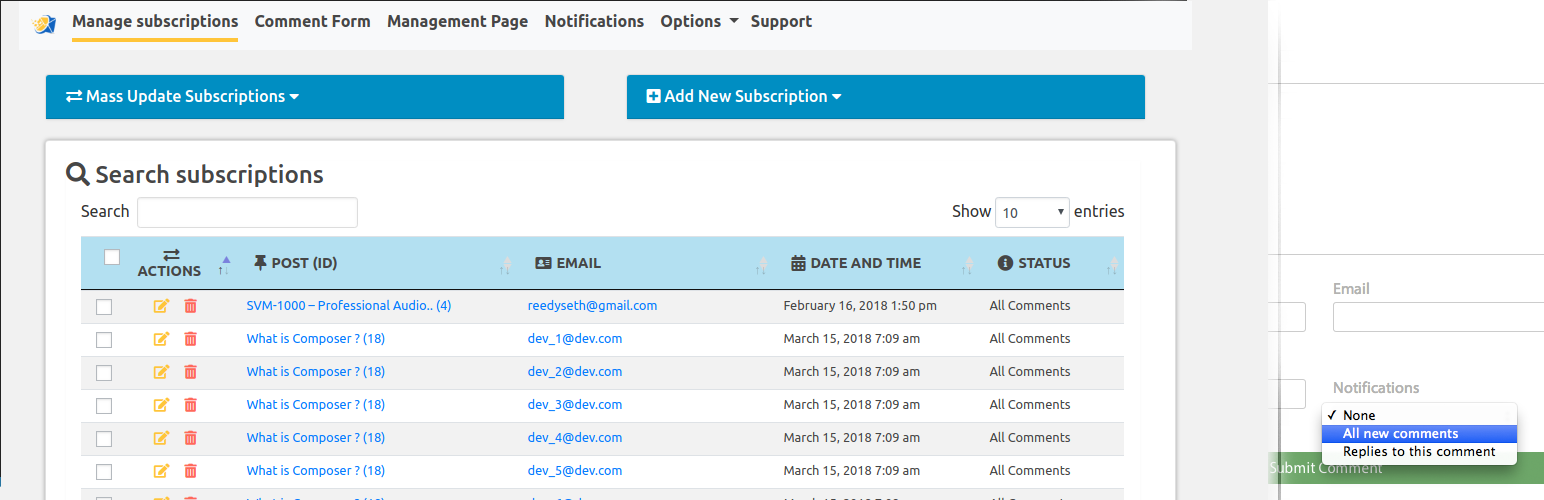 Manage subscriptions Comment Form Management Page Notifications Options Support
Mass Update Subscriptions Add New Subscription
Search subscriptions
Search Show 10 entries
ACTIONS POST (ID) EMAIL DATE AND TIME STATUS
SVM-1000 – Professional Audio.. (4) reedyseth@gmail.com February 16, 2018 1:50 pm All Comments
What is Composer ? (18) dev_1@dev.com March 15, 2018 7:09 am All Comments
What is Composer ? (18) dev_2@dev.com March 15, 2018 7:09 am All Comments
What is Composer ? (18) dev_3@dev.com March 15, 2018 7:09 am All Comments
What is Composer ? (18) dev_4@dev.com March 15, 2018 7:09 am All Comments
What is Composer ? (18) dev_5@dev.com March 15, 2018 7:09 am All Comments
Email
Notifications
None
All new comments
Replies to this comment
Submit Comment